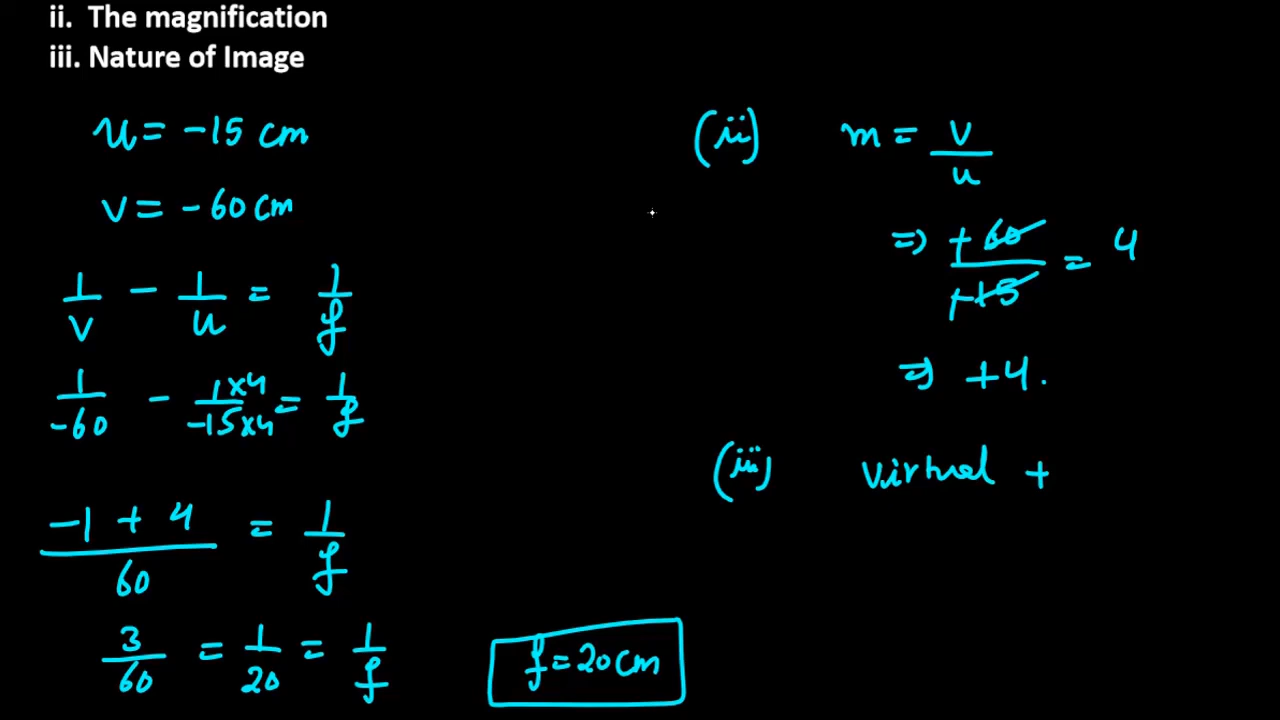 ii. The magnification
iii. Nature of Image
u = -15 cm
v = -60 cm
1/v - 1/u = 1/f
1/-60 - 1×4/-15×4 = 1/f
-1 + 4/60 = 1/f
3/60 = 1/20 = 1/f
f = 20 cm
(ii) m = v/u
=> +60/+15 = 4
=> +4.
(iii) virtual +